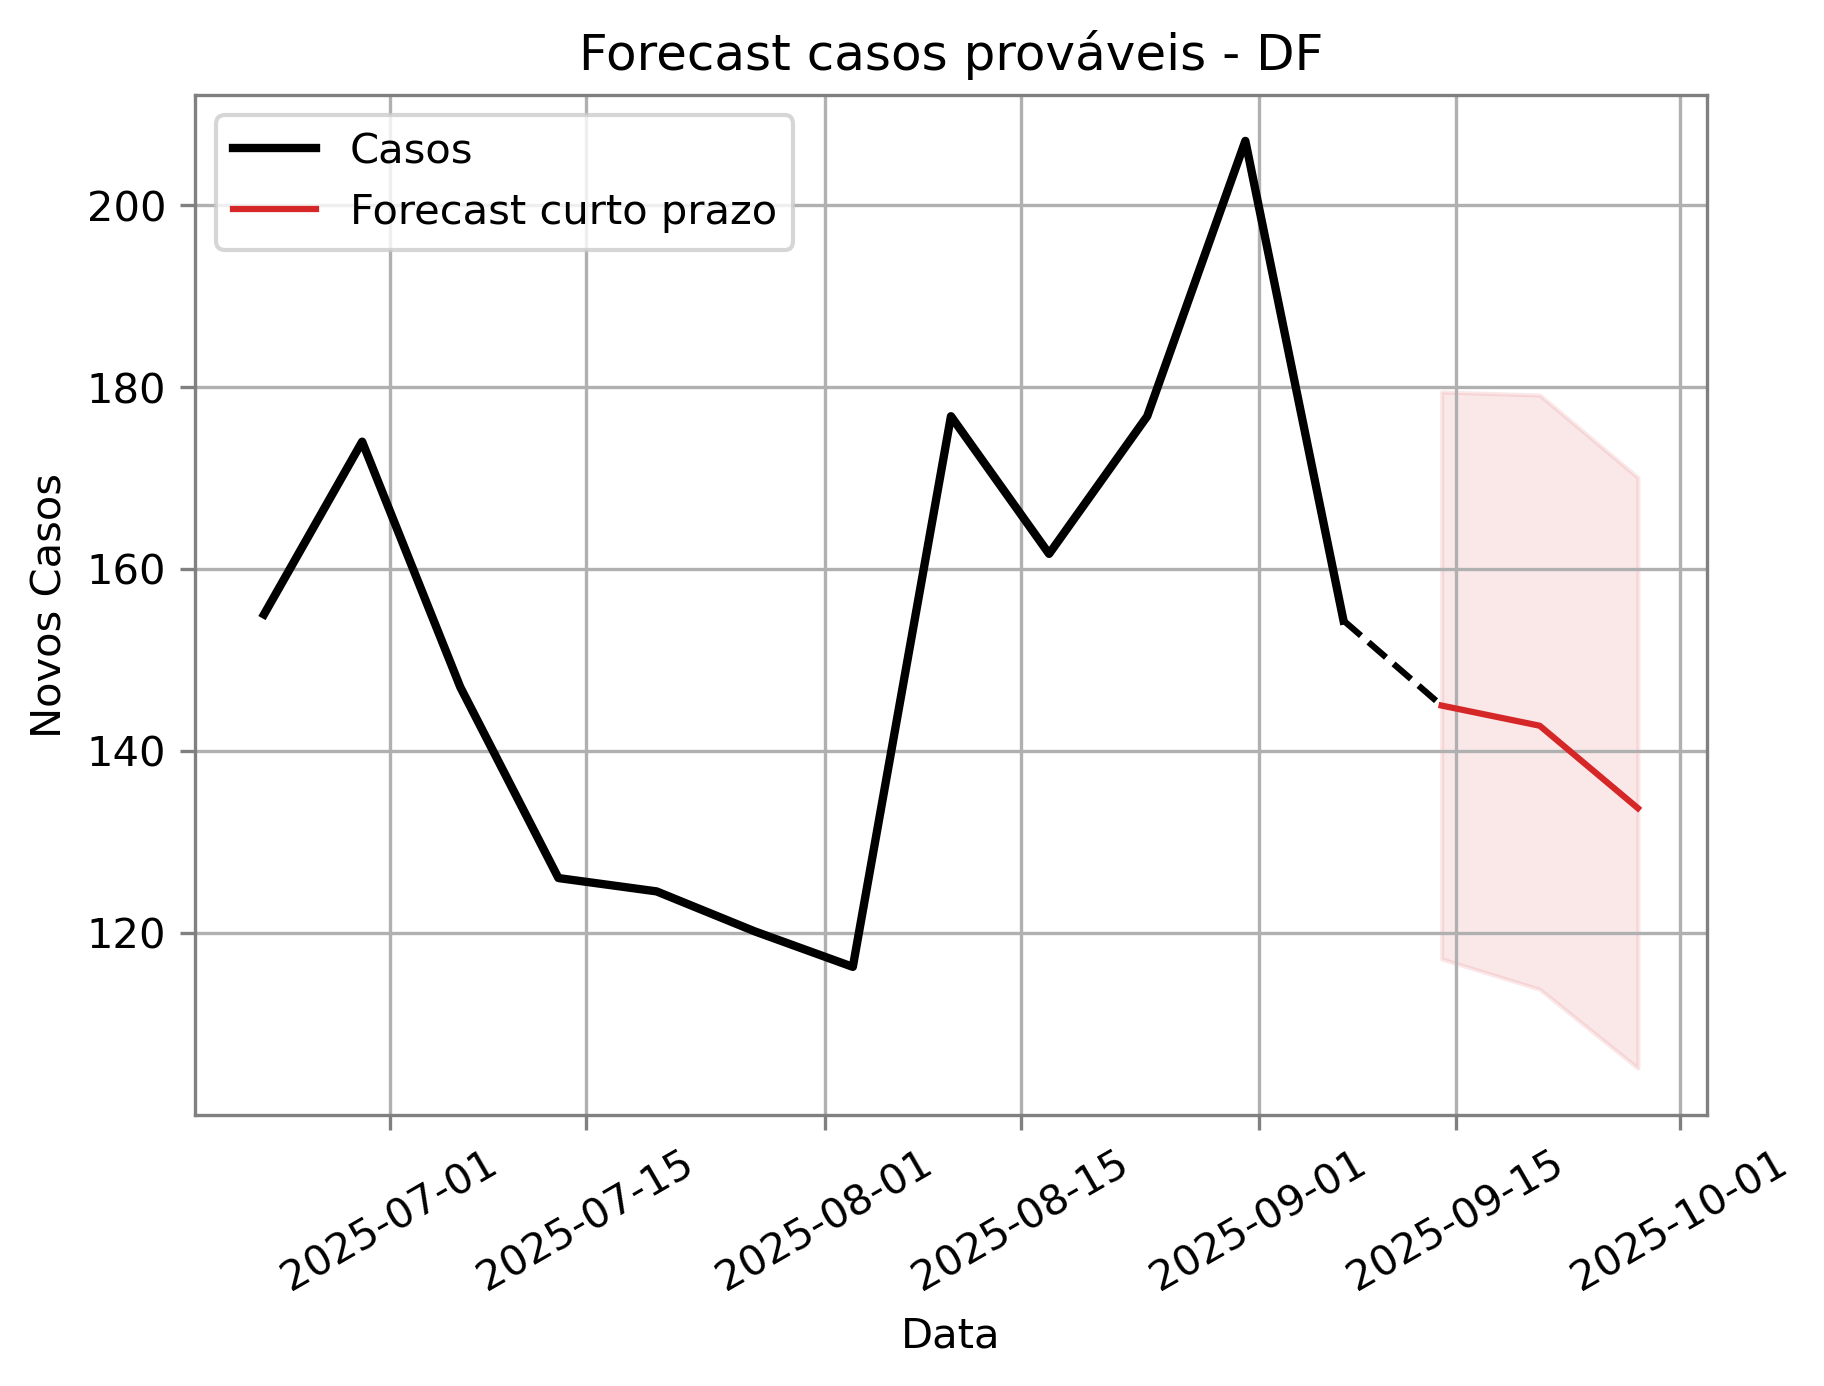 Forecast casos prováveis - DF
Casos
Forecast curto prazo
Novos Casos
200
180
160
140
120
2025-07-01
2025-07-15
2025-08-01
2025-08-15
2025-09-01
2025-09-15
2025-10-01
Data